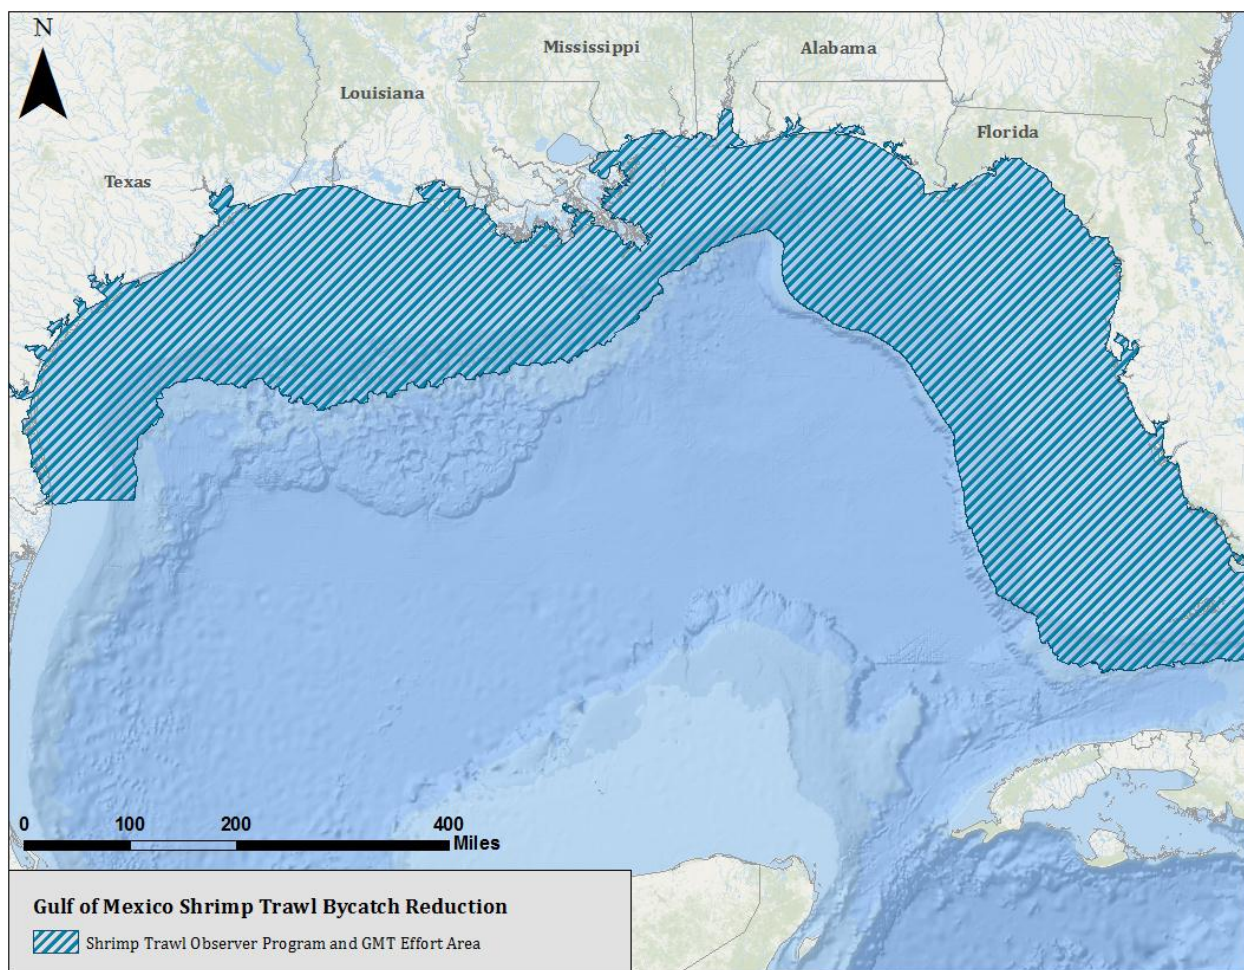 N
Mississippi
Alabama
Louisiana
Florida
Texas
0 100 200 400
Miles
Gulf of Mexico Shrimp Trawl Bycatch Reduction
Shrimp Trawl Observer Program and GMT Effort Area